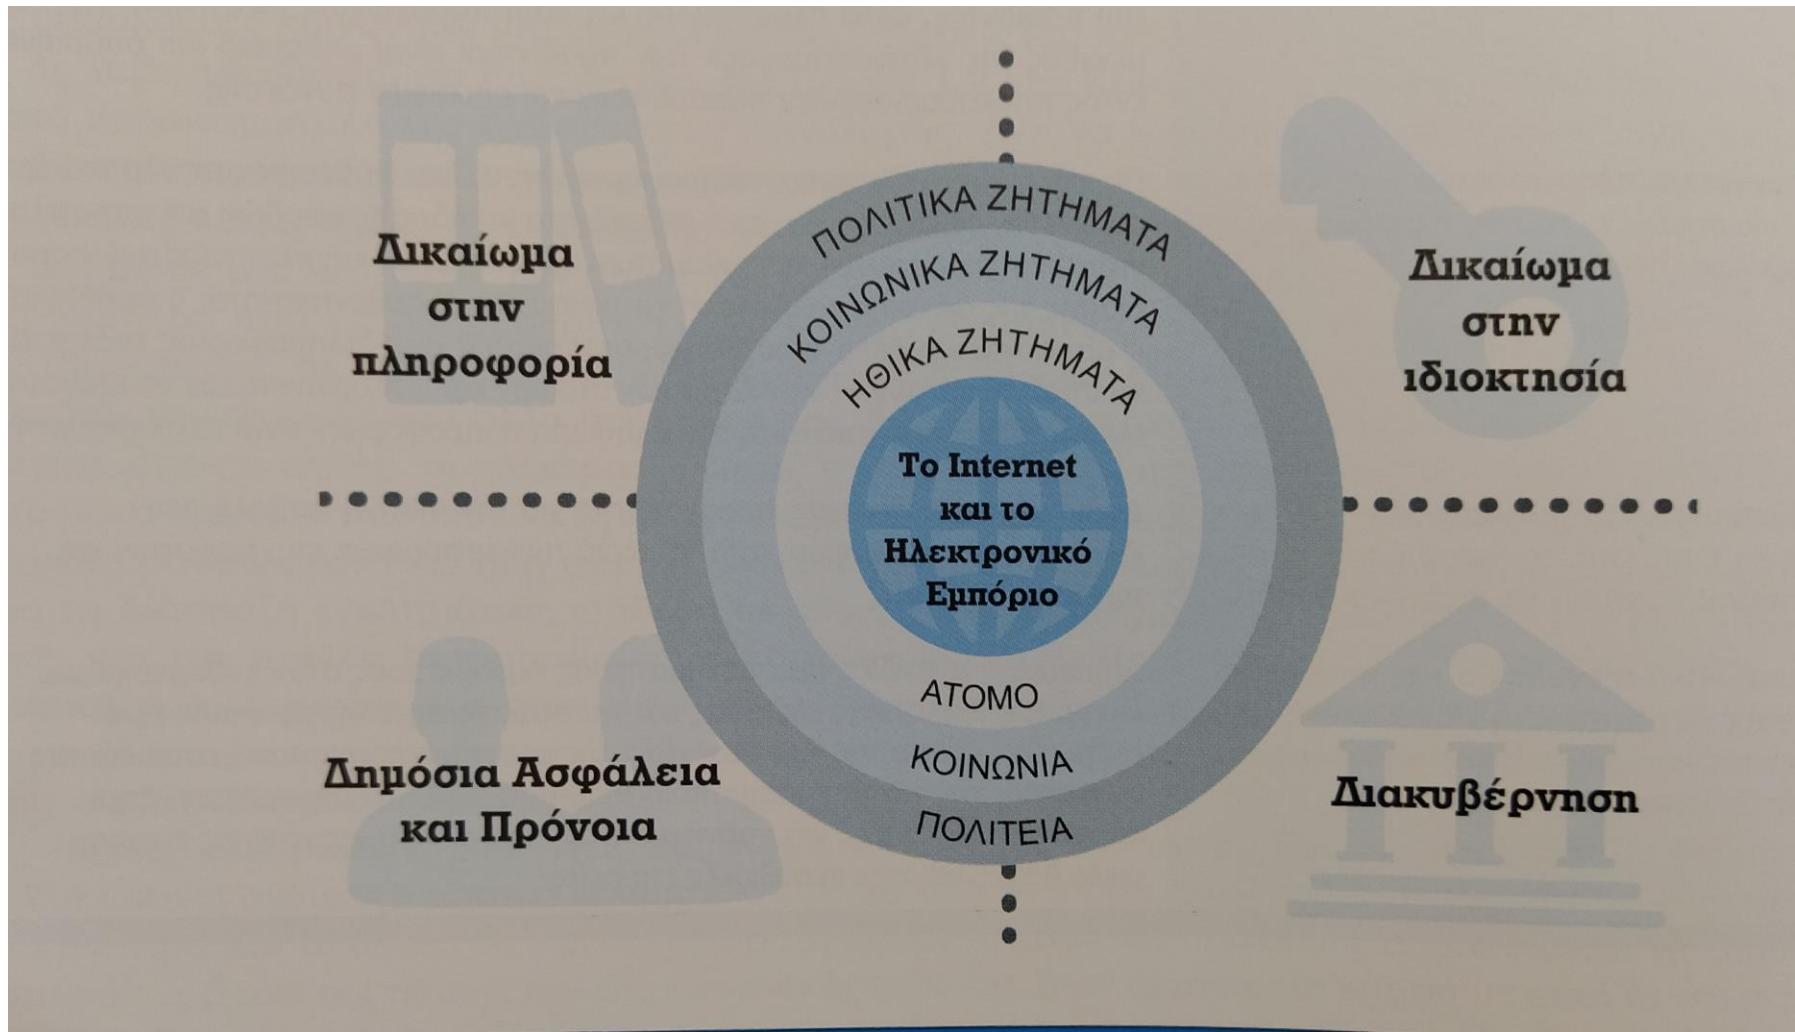 Δικαίωμα
στην
πληροφορία
Δικαίωμα
στην
ιδιοκτησία
ΠΟΛΙΤΙΚΑ ΖΗΤΗΜΑΤΑ
ΚΟΙΝΩΝΙΚΑ ΖΗΤΗΜΑΤΑ
ΗΘΙΚΑ ΖΗΤΗΜΑΤΑ
Το Internet
και το
Ηλεκτρονικό
Εμπόριο
ΑΤΟΜΟ
ΚΟΙΝΩΝΙΑ
ΠΟΛΙΤΕΙΑ
Δημόσια Ασφάλεια
και Πρόνοια
Διακυβέρνηση